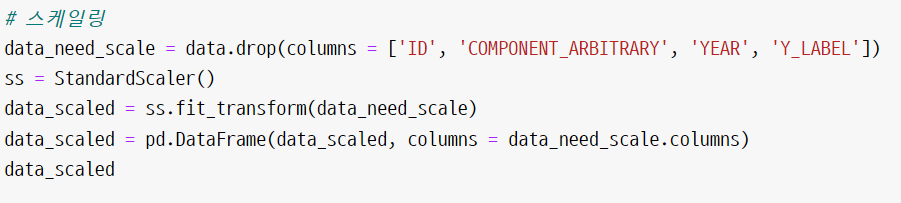 # 스케일링
data_need_scale = data.drop(columns = ['ID', 'COMPONENT_ARBITRARY', 'YEAR', 'Y_LABEL'])
ss = StandardScaler()
data_scaled = ss.fit_transform(data_need_scale)
data_scaled = pd.DataFrame(data_scaled, columns = data_need_scale.columns)
data_scaled